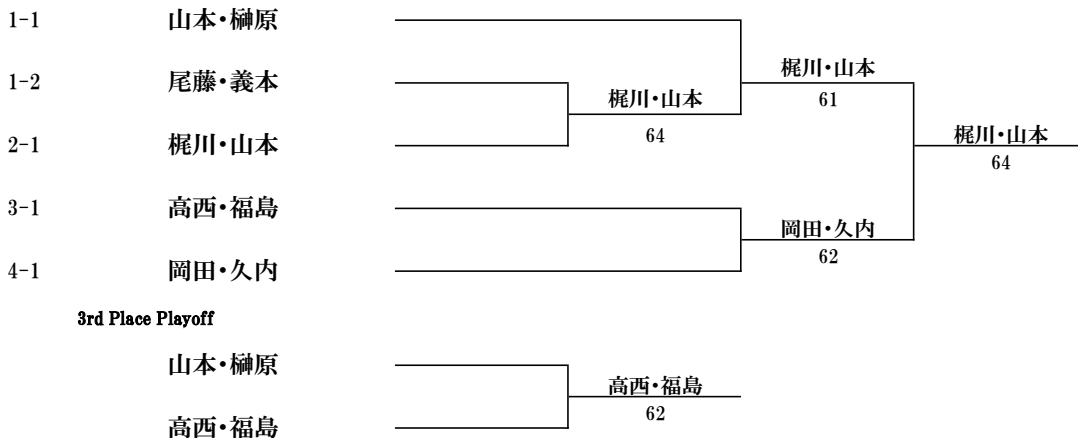 1-1 山本・榊原
梶川・山本
1-2 尾藤・義本
61
梶川・山本
梶川・山本
64
64
2-1 梶川・山本
3-1 高西・福島
岡田・久内
62
4-1 岡田・久内
3rd Place Playoff
山本・榊原
高西・福島
62
高西・福島